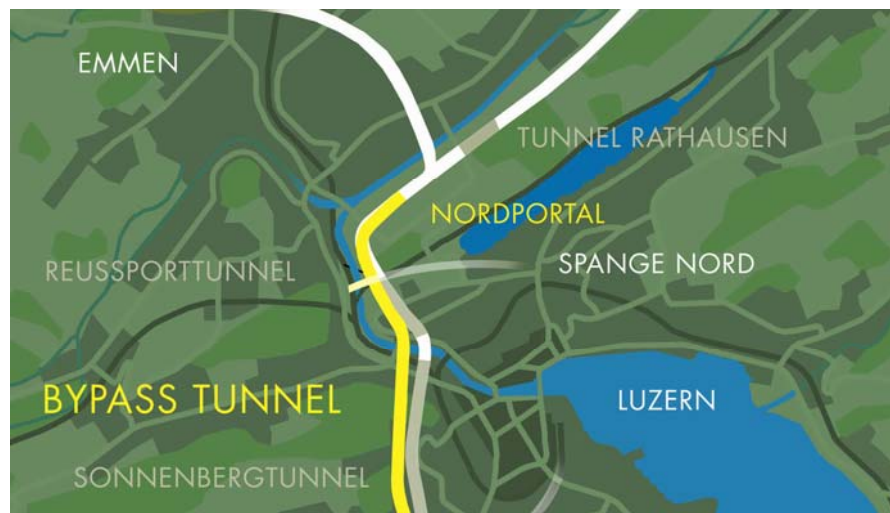 EMMEN
TUNNEL RATHAUSEN
NORDPORTAL
REUSSPORTTUNNEL
SPANGE NORD
BYPASS TUNNEL
LUZERN
SONNENBERGTUNNEL